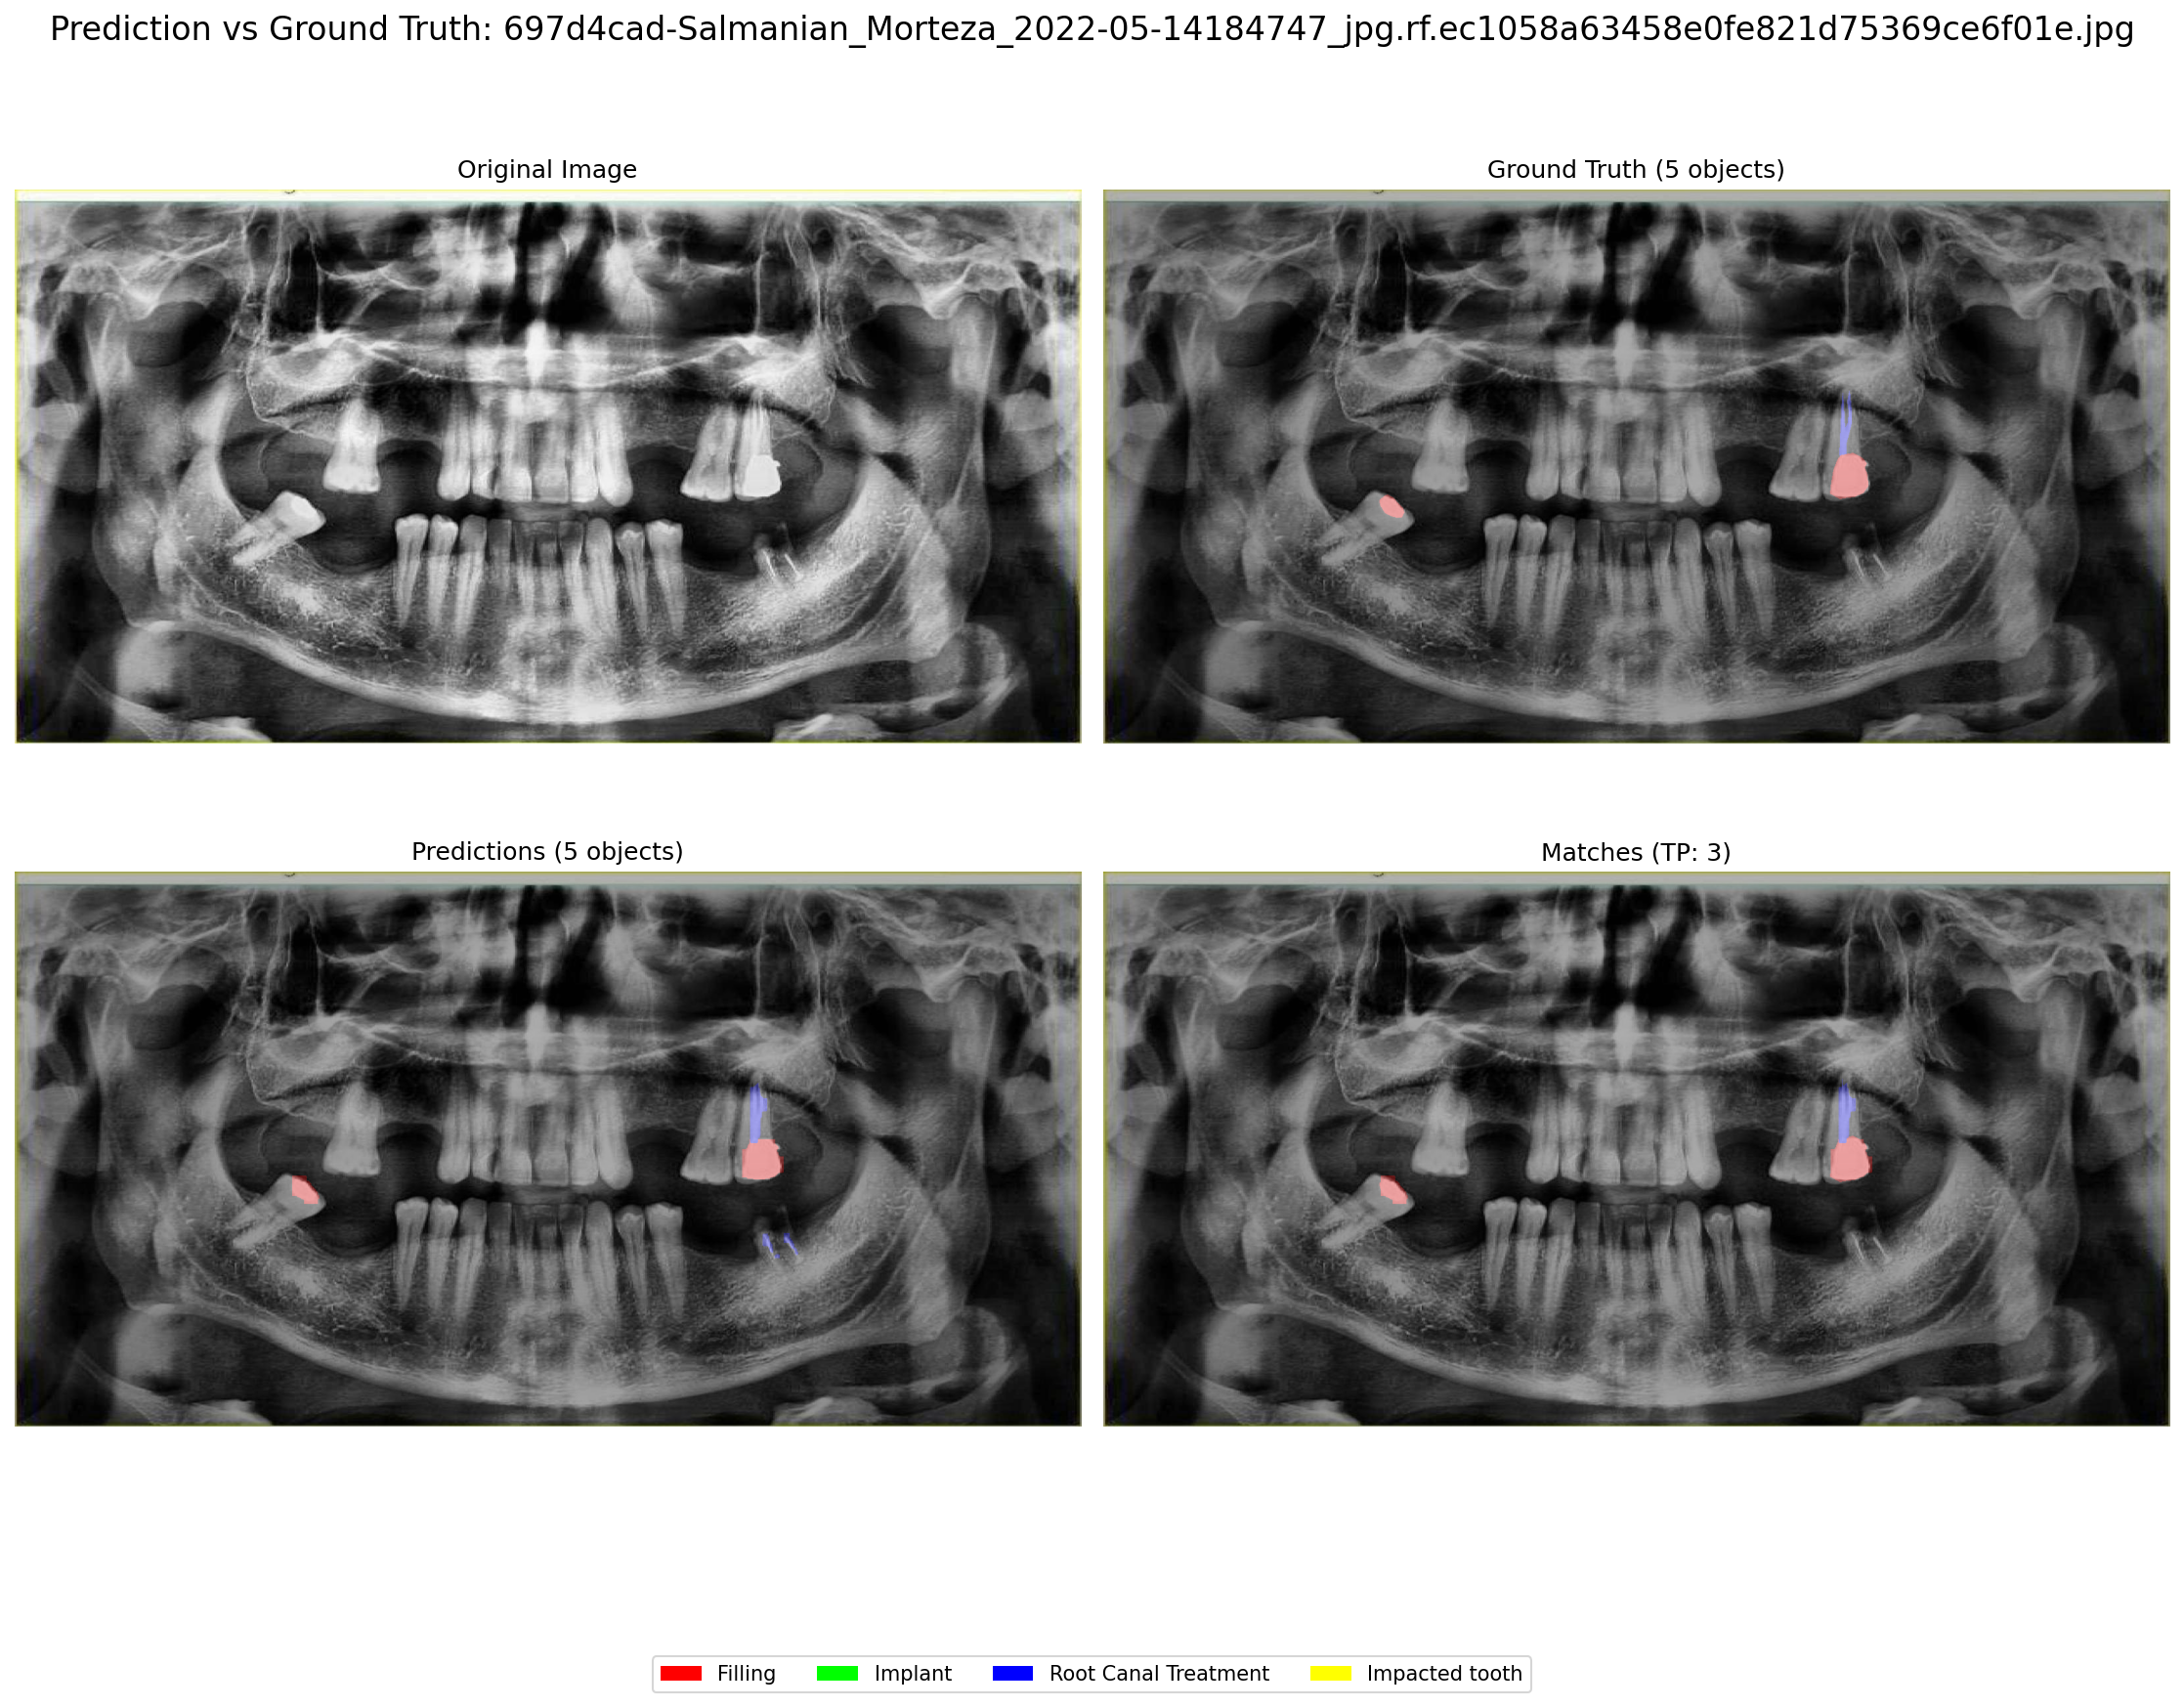 Prediction vs Ground Truth: 697d4cad-Salmanian_Morteza_2022-05-14184747_jpg.rf.ec1058a63458e0fe821d75369ce6f01e.jpg
Original Image
Ground Truth (5 objects)
Predictions (5 objects)
Matches (TP: 3)
Filling
Implant
Root Canal Treatment
Impacted tooth